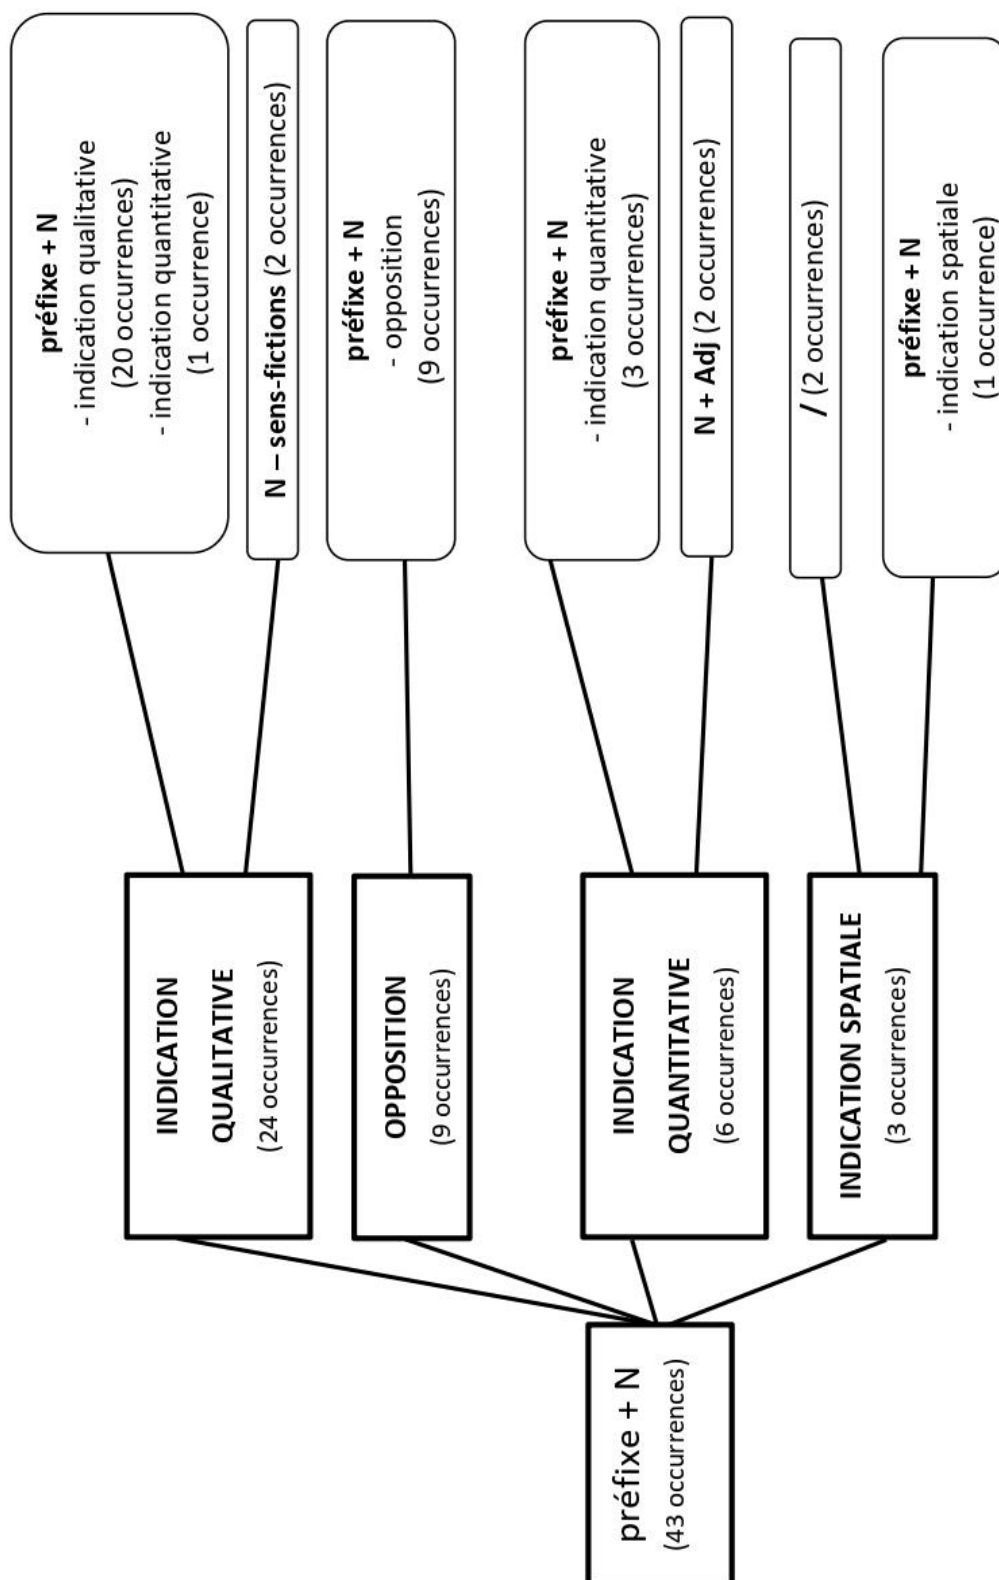 préfixe + N
(43 occurrences)
INDICATION
QUALITATIVE
(24 occurrences)
OPPOSITION
(9 occurrences)
INDICATION
QUANTITATIVE
(6 occurrences)
INDICATION SPATIALE
(3 occurrences)
préfixe + N
- indication qualitative
(20 occurrences)
- indication quantitative
(1 occurrence)
N – sens-fictions (2 occurrences)
préfixe + N
- opposition
(9 occurrences)
préfixe + N
- indication quantitative
(3 occurrences)
N + Adj (2 occurrences)
/ (2 occurrences)
préfixe + N
- indication spatiale
(1 occurrence)